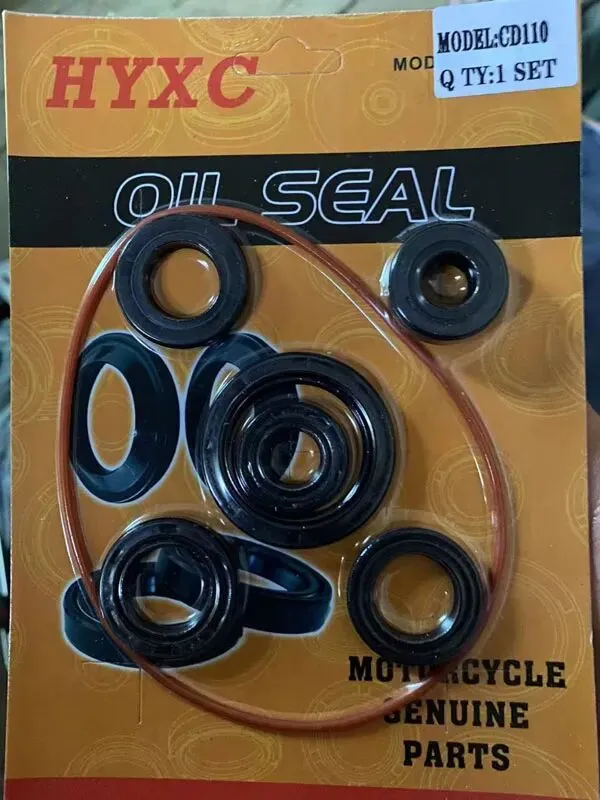 HYXC
MOD
MODEL:CD110
Q TY:1 SET
OIL SEAL
MOTORCYCLE
GENUINE
PARTS